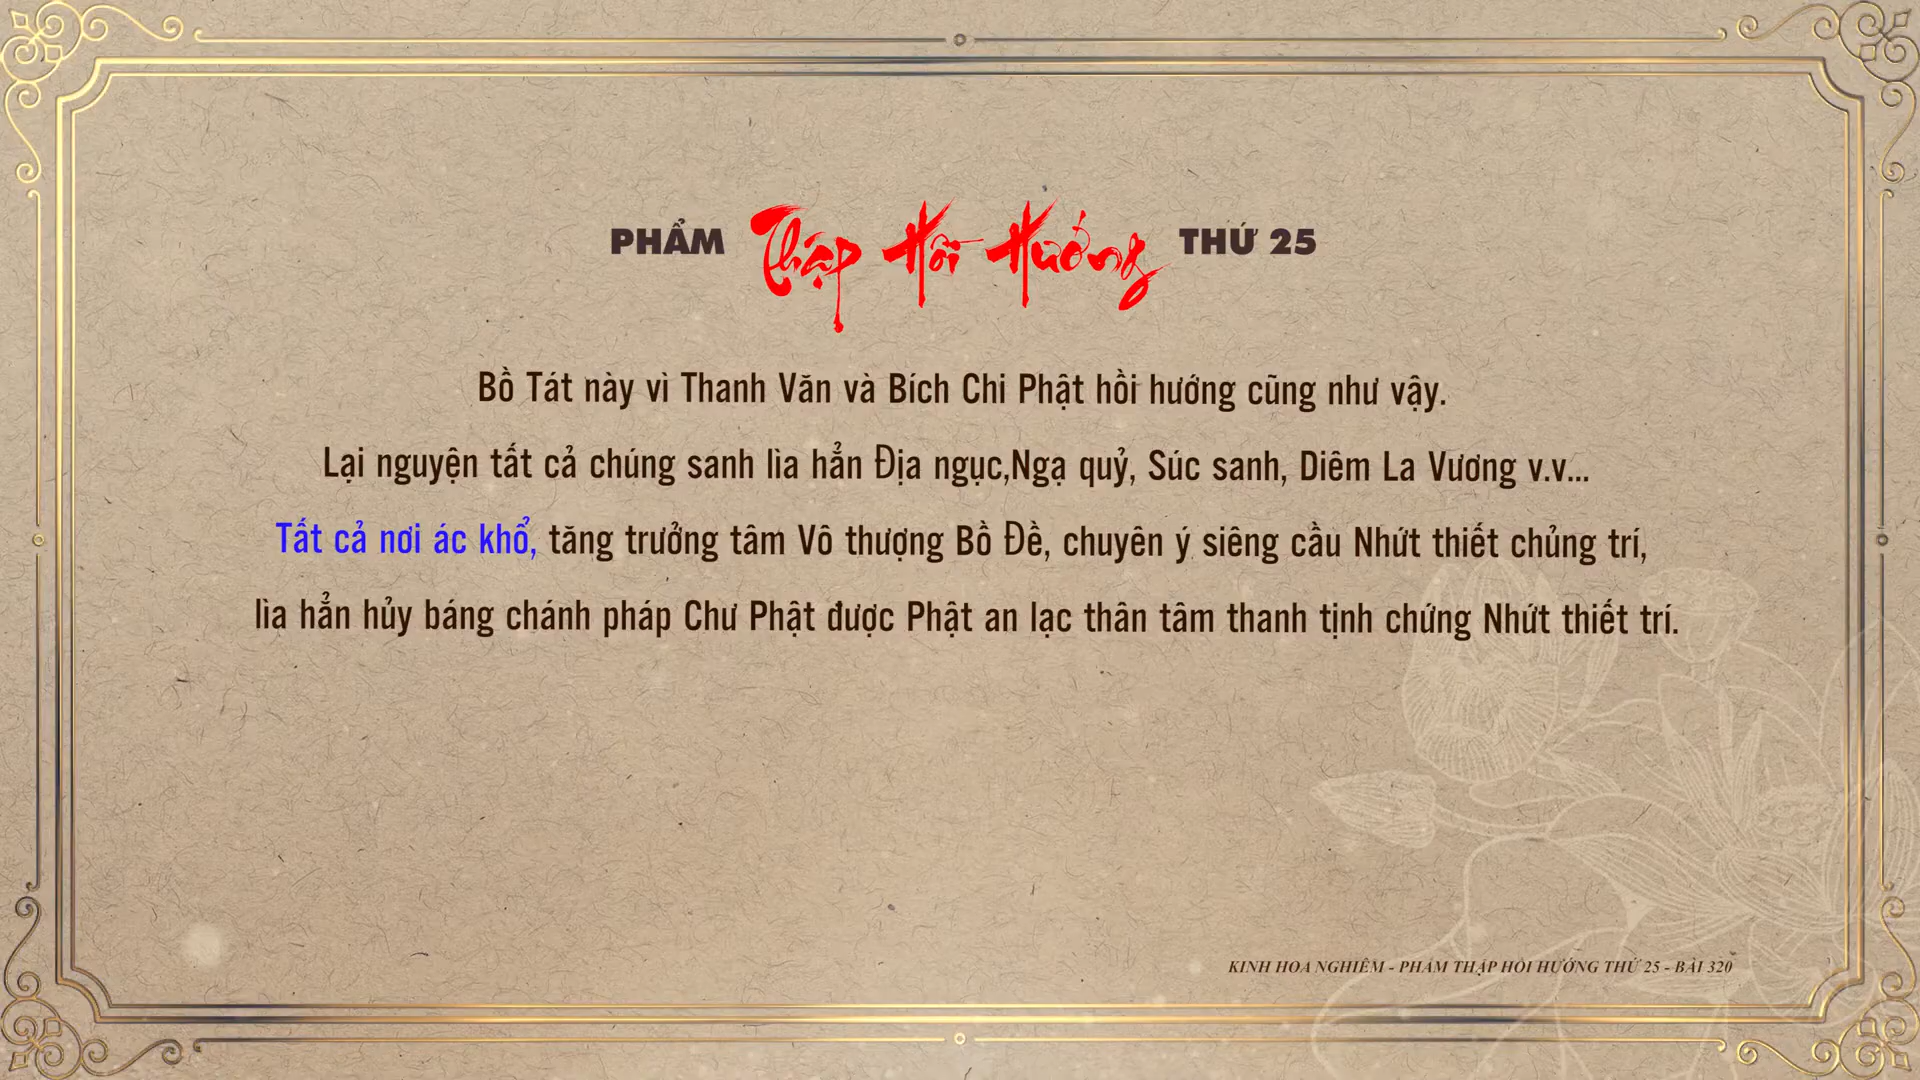 PHẨM Thập Hồi Hướng THỨ 25
Bồ Tát này vì Thanh Văn và Bích Chi Phật hồi hướng cũng như vậy.
Lại nguyện tất cả chúng sanh lìa hẳn Địa ngục,Ngạ quỷ, Súc sanh, Diêm La Vương v.v...
Tất cả nơi ác khổ, tăng trưởng tâm Vô thượng Bồ Đề, chuyên ý siêng cầu Nhứt thiết chủng trí,
lìa hẳn hủy báng chánh pháp Chư Phật được Phật an lạc thân tâm thanh tịnh chứng Nhứt thiết trí.
KINH HOA NGHIÊM - PHẨM THẬP HỒI HƯỚNG THỨ 25 - BÀI 320